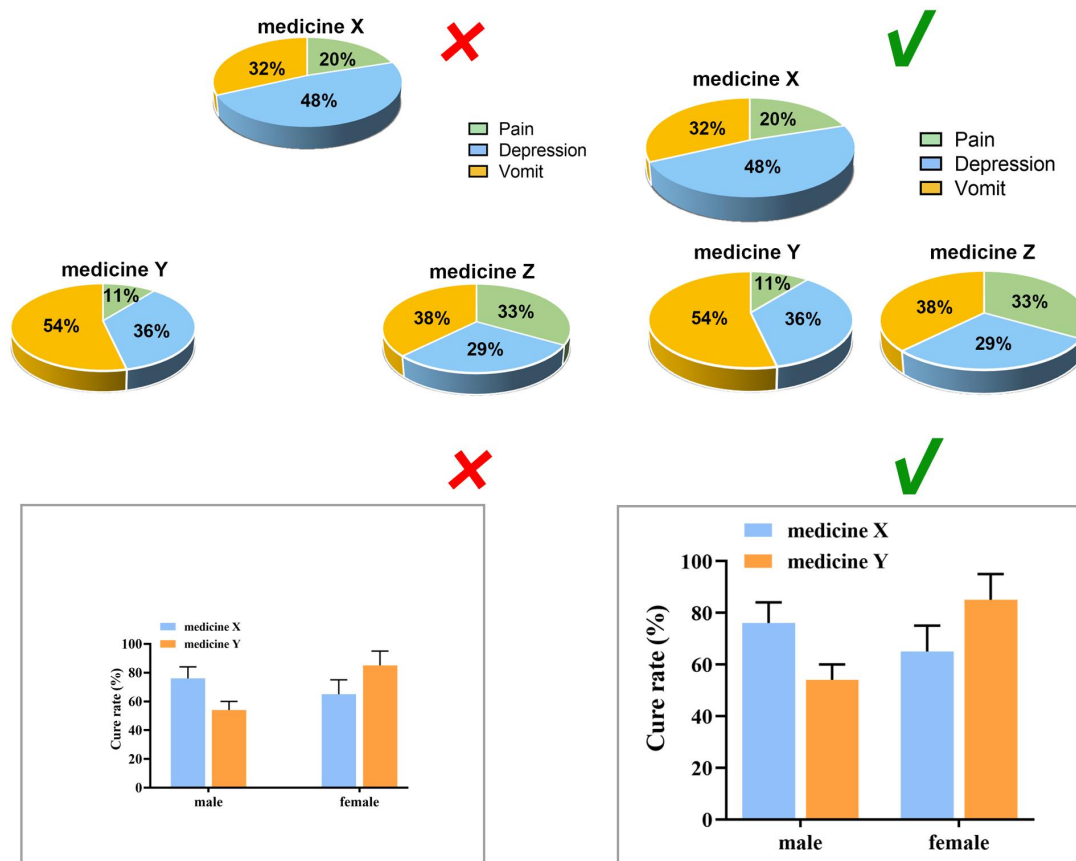 medicine X
20%
32%
48%
Pain
Depression
Vomit
medicine Y
11%
54%
36%
medicine Z
38%
33%
29%
medicine X
20%
32%
48%
Pain
Depression
Vomit
medicine Y
11%
54%
36%
medicine Z
38%
33%
29%
medicine X
medicine Y
Cure rate (%)
100
80
60
40
20
0
male female
medicine X
medicine Y
Cure rate (%)
100
80
60
40
20
0
male female